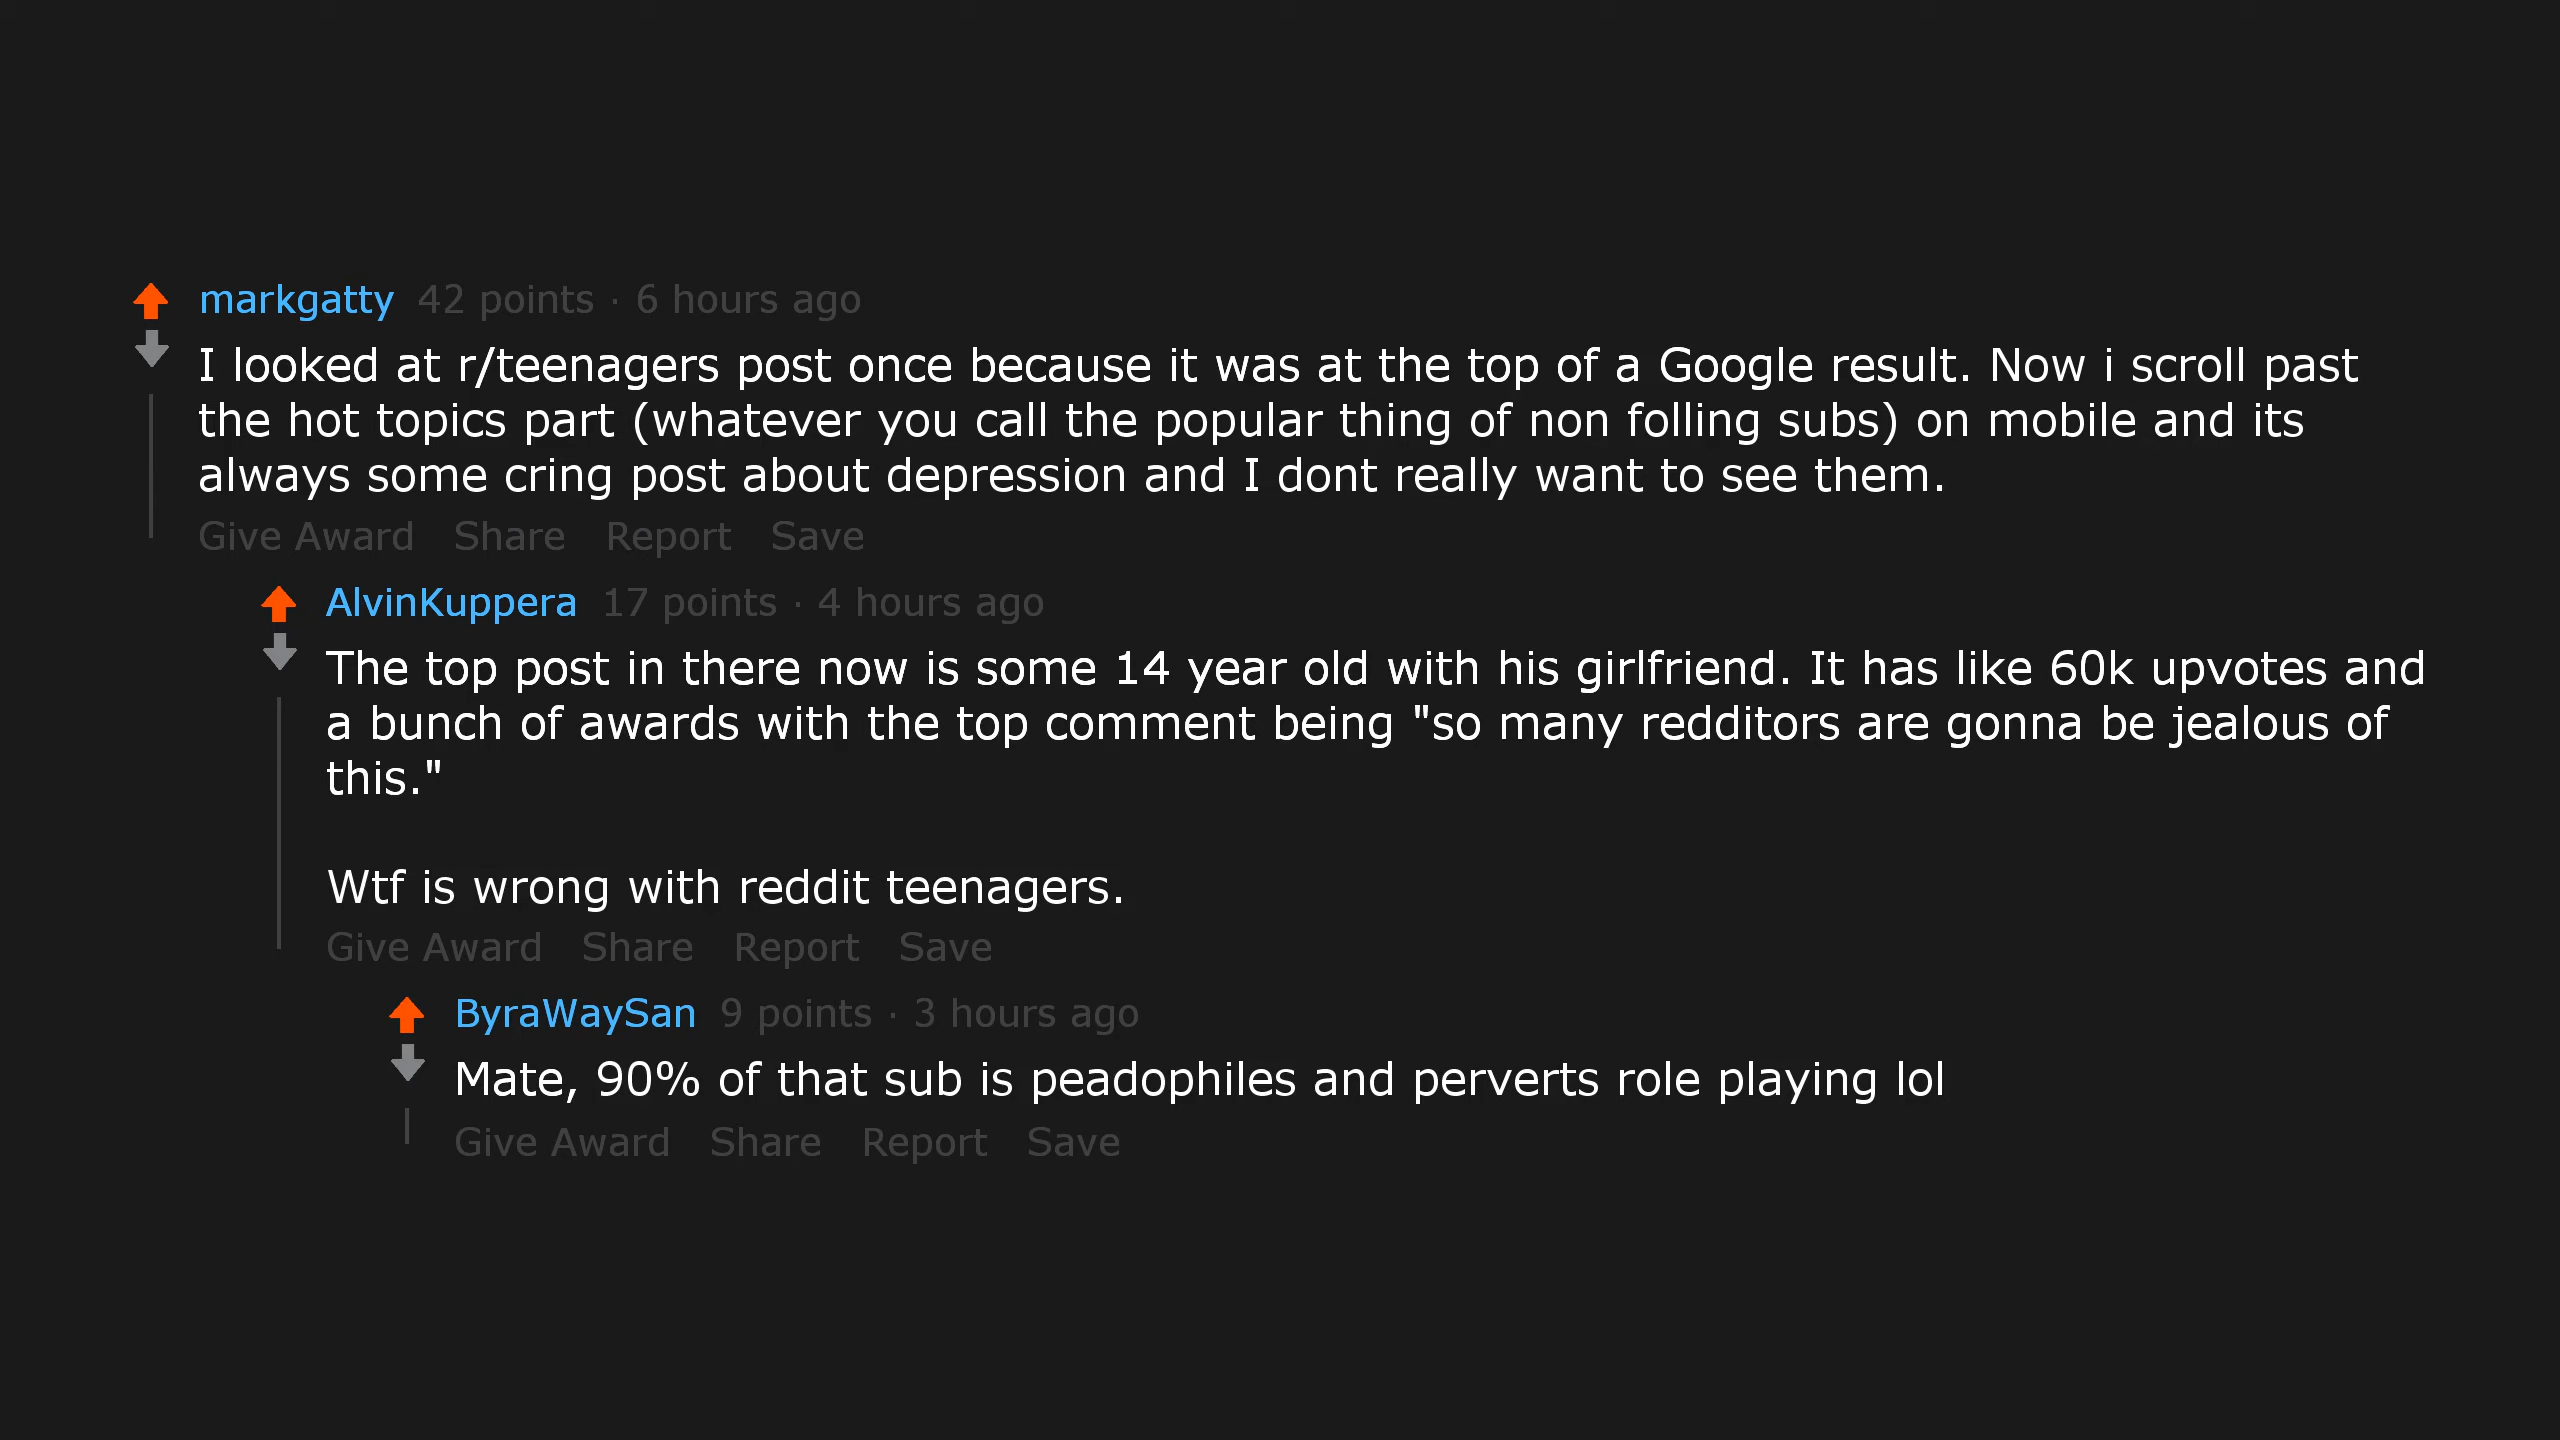 markgatty 42 points · 6 hours ago
I looked at r/teenagers post once because it was at the top of a Google result. Now i scroll past
the hot topics part (whatever you call the popular thing of non folling subs) on mobile and its
always some cring post about depression and I dont really want to see them.
Give Award Share Report Save
AlvinKuppera 17 points · 4 hours ago
The top post in there now is some 14 year old with his girlfriend. It has like 60k upvotes and
a bunch of awards with the top comment being "so many redditors are gonna be jealous of
this."
Wtf is wrong with reddit teenagers.
Give Award Share Report Save
ByraWaySan 9 points · 3 hours ago
Mate, 90% of that sub is peadophiles and perverts role playing lol
Give Award Share Report Save